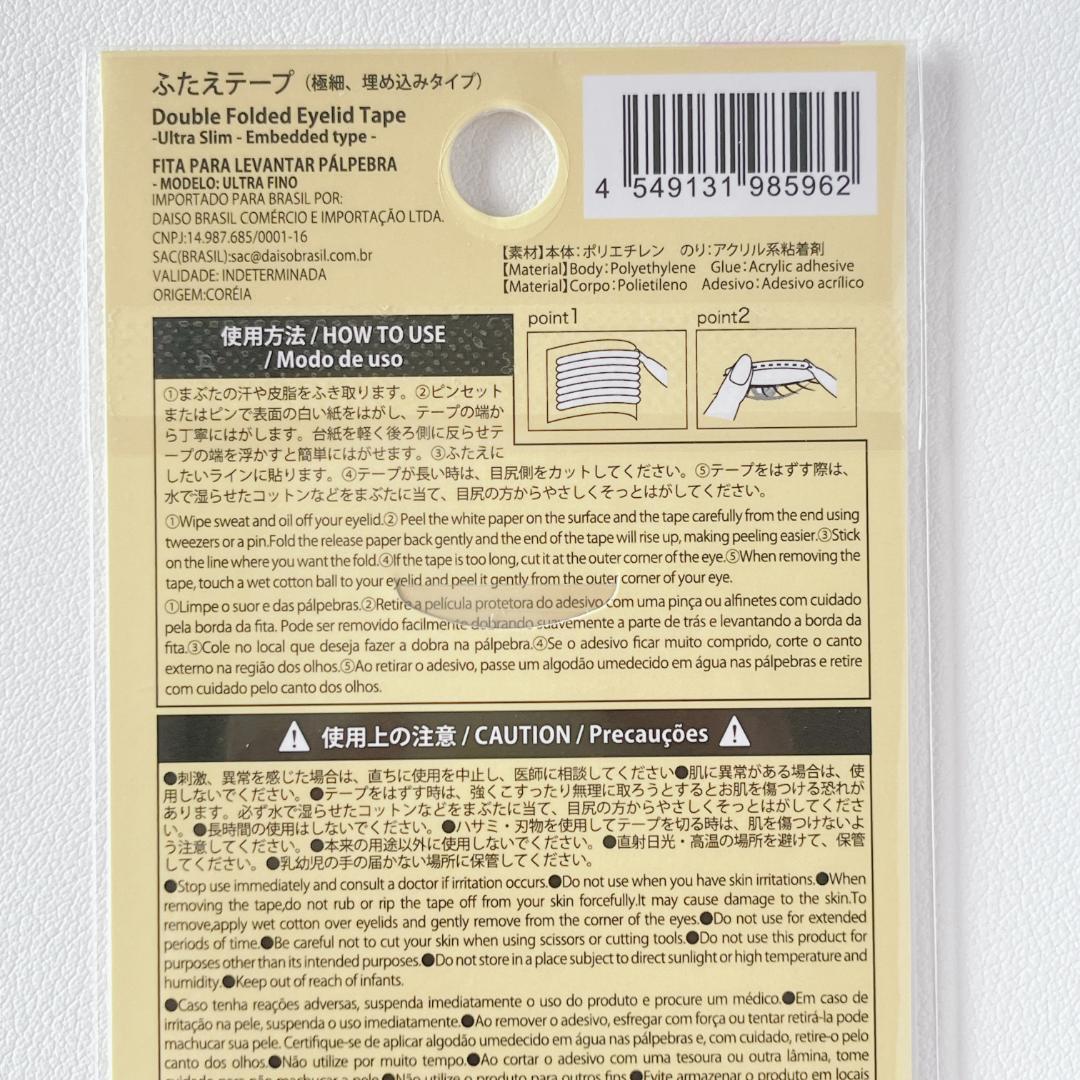 ふたえテープ（極細、埋め込みタイプ）
Double Folded Eyelid Tape
-Ultra Slim - Embedded type -
FITA PARA LEVANTAR PÁLPEBRA
- MODELO: ULTRA FINO
IMPORTADO PARA BRASIL POR:
DAISO BRASIL COMÉRCIO E IMPORTAÇÃO LTDA.
CNPJ:14.987.685/0001-16
SAC(BRASIL):sac@daisobrasil.com.br
VALIDADE: INDETERMINADA
ORIGEM:CORÉIA
4 549131 985962
【素材】本体：ポリエチレン　のり：アクリル系粘着剤
【Material】Body：Polyethylene　Glue：Acrylic adhesive
【Material】Corpo：Polietileno　Adesivo：Adesivo acrílico
point1
point2
使用方法 / HOW TO USE
/ Modo de uso
①まぶたの汗や皮脂をふき取ります。②ピンセット
またはピンで表面の白い紙をはがし、テープの端か
ら丁寧にはがします。台紙を軽く後ろ側に反らせテ
ープの端を浮かすと簡単にはがせます。③ふたえに
したいラインに貼ります。④テープが長い時は、目尻側をカットしてください。⑤テープをはずす際は、
水で湿らせたコットンなどをまぶたに当て、目尻の方からやさしくそっとはがしてください。
①Wipe sweat and oil off your eyelid.② Peel the white paper on the surface and the tape carefully from the end using
tweezers or a pin.Fold the release paper back gently and the end of the tape will rise up, making peeling easier.③Stick
on the line where you want the fold.④If the tape is too long, cut it at the outer corner of the eye.⑤When removing the
tape, touch a wet cotton ball to your eyelid and peel it gently from the outer corner of your eye.
①Limpe o suor e das pálpebras.②Retire a película protetora do adesivo com uma pinça ou alfinetes com cuidado
pela borda da fita. Pode ser removido facilmente dobrando suavemente a parte de trás e levantando a borda da
fita.③Cole no local que deseja fazer a dobra na pálpebra.④Se o adesivo ficar muito comprido, corte o canto
externo na região dos olhos.⑤Ao retirar o adesivo, passe um algodão umedecido em água nas pálpebras e retire
com cuidado pelo canto dos olhos.
使用上の注意 / CAUTION / Precauções
●刺激、異常を感じた場合は、直ちに使用を中止し、医師に相談してください●肌に異常がある場合は、使
用しないでください。●テープをはずす時は、強くこすったり無理に取ろうとするとお肌を傷つける恐れが
あります。必ず水で湿らせたコットンなどをまぶたに当て、目尻の方からやさしくそっとはがしてくださ
い。●長時間の使用はしないでください。●ハサミ・刃物を使用してテープを切る時は、肌を傷つけないよ
う注意してください。●本来の用途以外に使用しないでください。●直射日光・高温の場所を避けて、保管
してください。●乳幼児の手の届かない場所に保管してください。
●Stop use immediately and consult a doctor if irritation occurs.●Do not use when you have skin irritations.●When
removing the tape,do not rub or rip the tape off from your skin forcefully.It may cause damage to the skin.To
remove,apply wet cotton over eyelids and gently remove from the corner of the eyes.●Do not use for extended
periods of time.●Be careful not to cut your skin when using scissors or cutting tools.●Do not use this product for
purposes other than its intended purposes.●Do not store in a place subject to direct sunlight or high temperature and
humidity.●Keep out of reach of infants.
●Caso tenha reações adversas, suspenda imediatamente o uso do produto e procure um médico.●Em caso de
irritação na pele, suspenda o uso imediatamente.●Ao remover o adesivo, esfregar com força ou tentar retirá-la pode
machucar sua pele. Certifique-se de aplicar algodão umedecido em água nas pálpebras e, com cuidado, retire-o pelo
canto dos olhos.●Não utilize por muito tempo.●Ao cortar o adesivo com uma tesoura ou outra lâmina, tome
cuidado para não machucar a pele.●Não utilize o produto para outros fins.●Evite armazenar o produto em locais